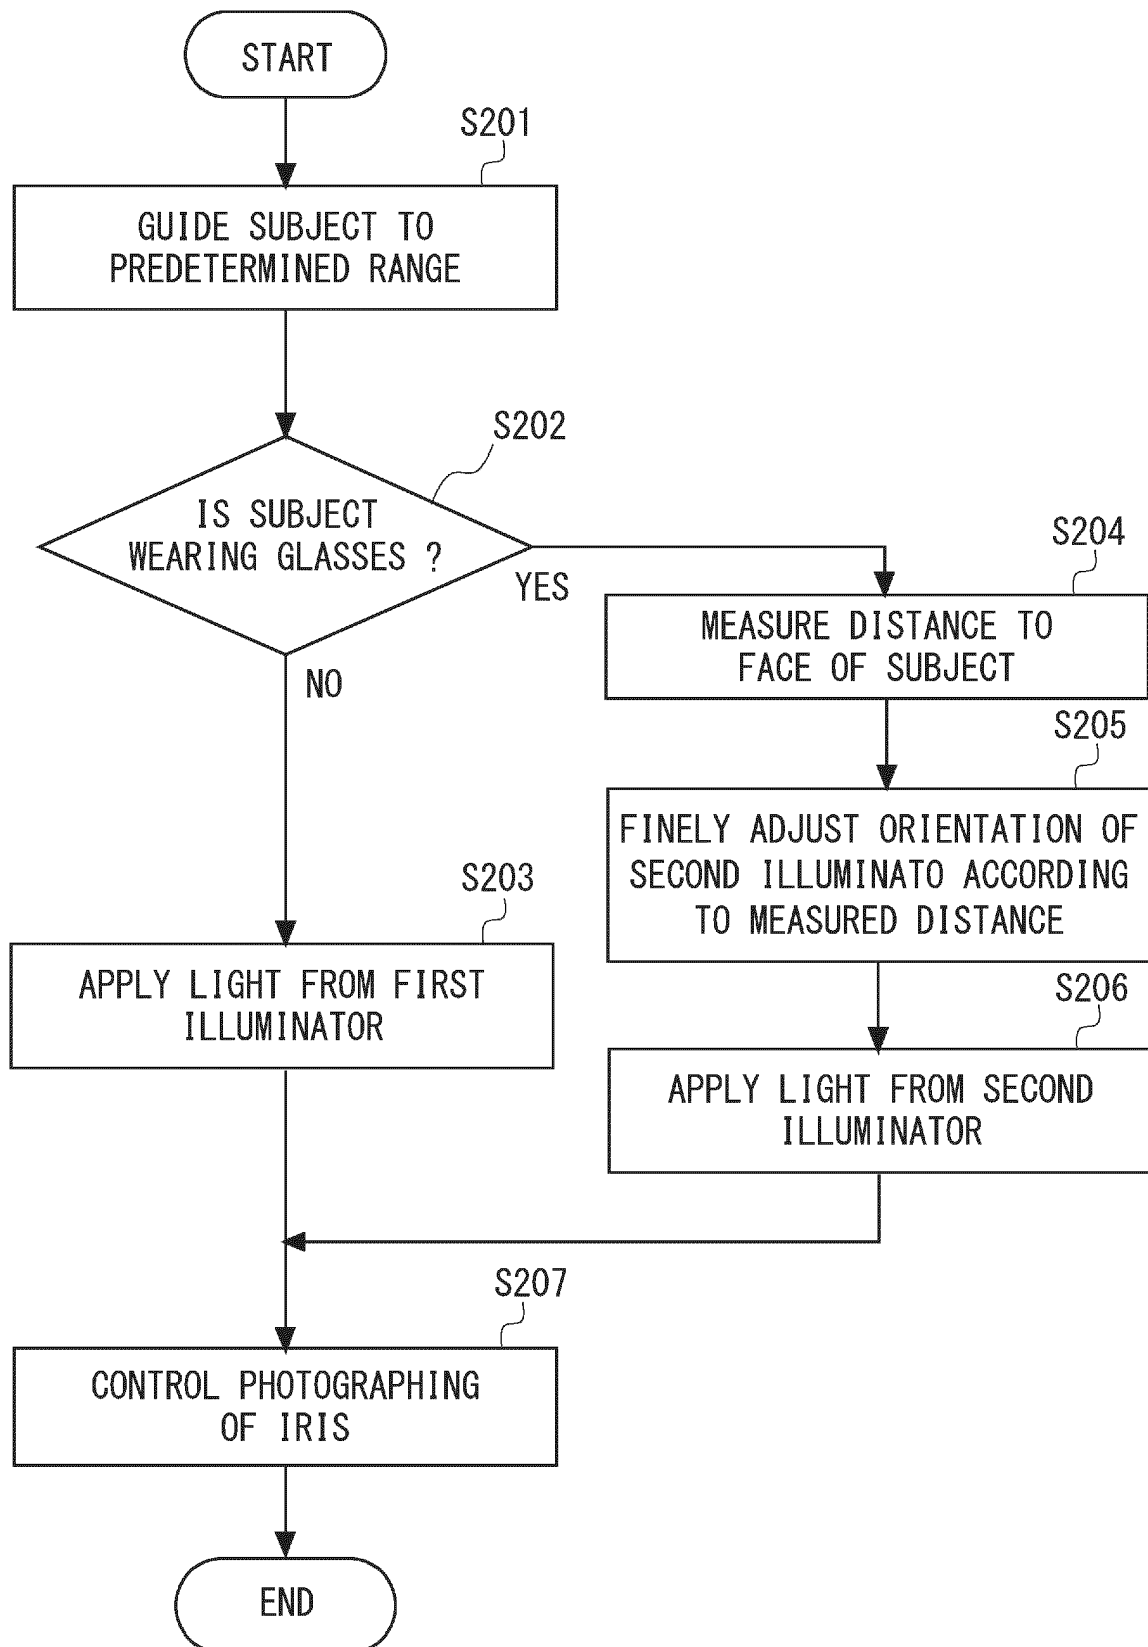 START
S201
GUIDE SUBJECT TO
PREDETERMINED RANGE
S202
IS SUBJECT
WEARING GLASSES ?
YES
NO
S204
MEASURE DISTANCE TO
FACE OF SUBJECT
S205
FINELY ADJUST ORIENTATION OF
SECOND ILLUMINATO ACCORDING
TO MEASURED DISTANCE
S203
APPLY LIGHT FROM FIRST
ILLUMINATOR
S206
APPLY LIGHT FROM SECOND
ILLUMINATOR
S207
CONTROL PHOTOGRAPHING
OF IRIS
END